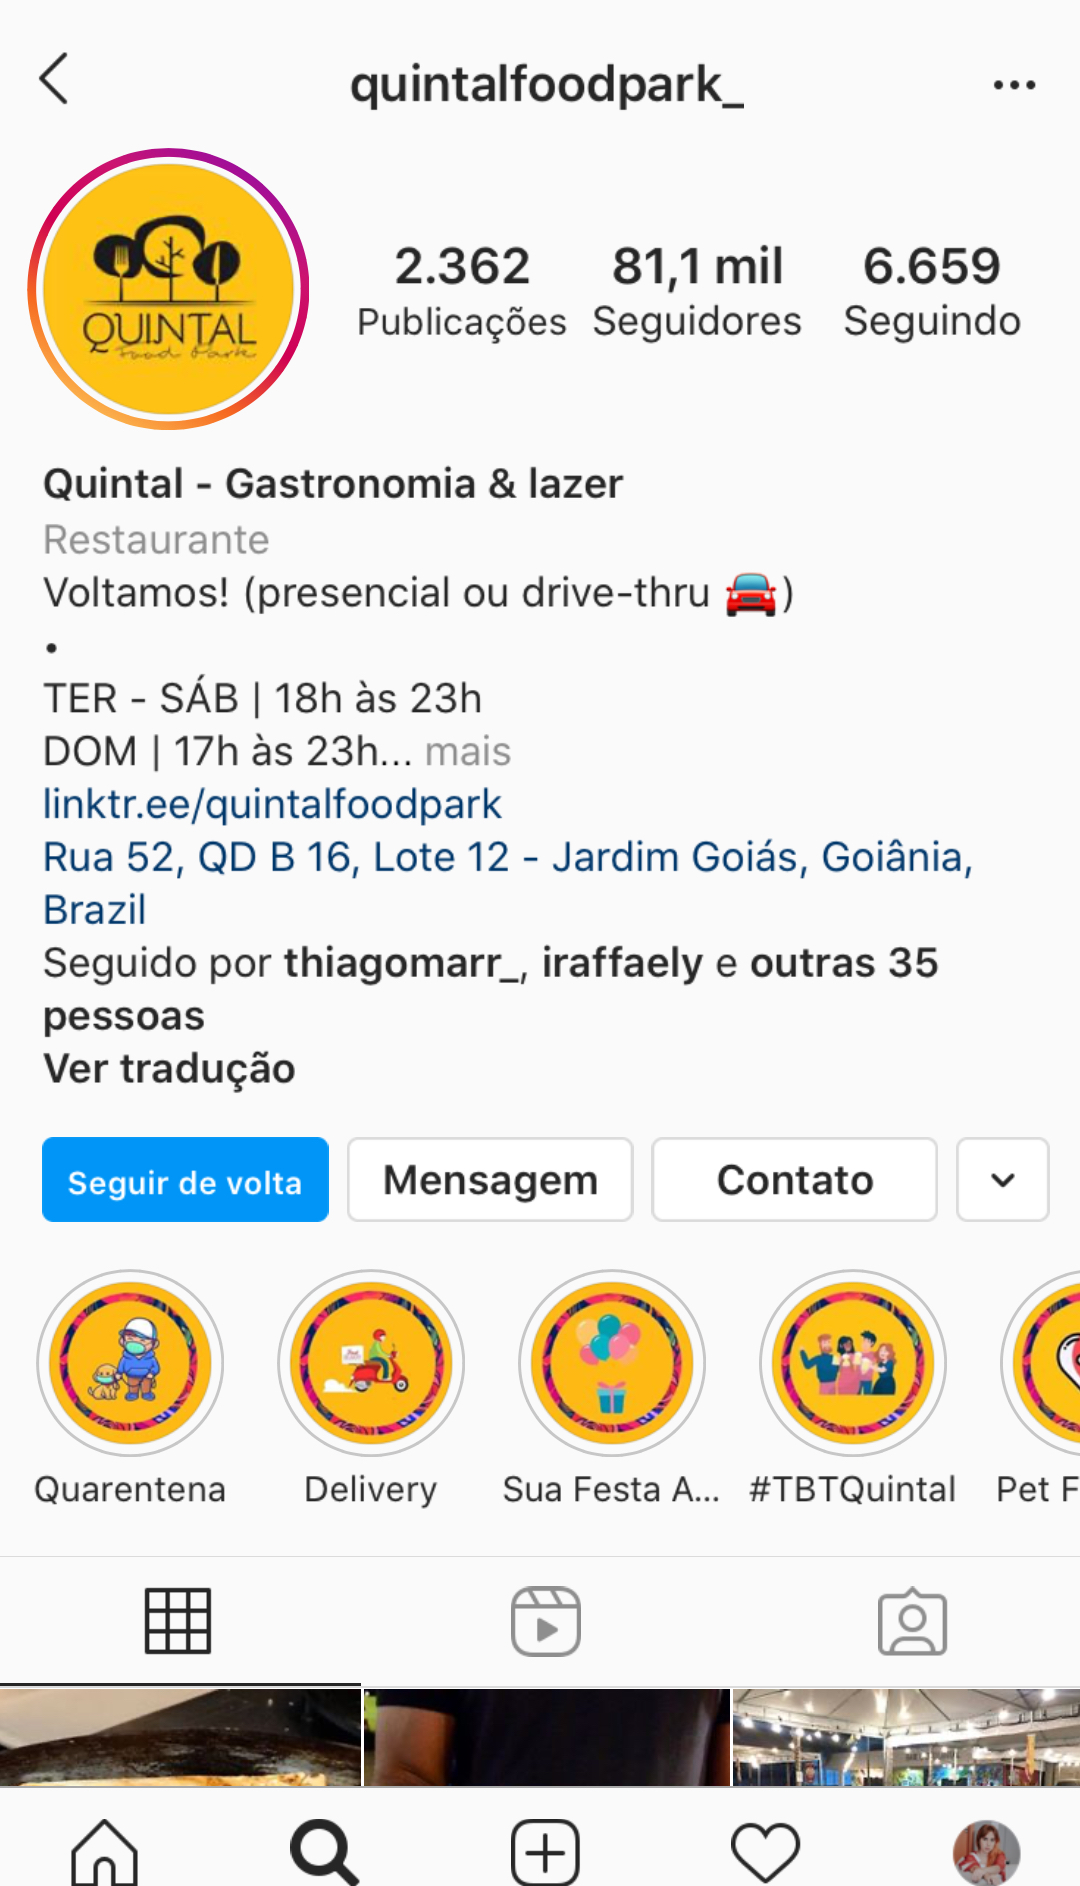 quintalfoodpark_
QUINTAL
Food Park
2.362
Publicações
81,1 mil
Seguidores
6.659
Seguindo
Quintal - Gastronomia & lazer
Restaurante
Voltamos! (presencial ou drive-thru 🚘)
•
TER - SÁB | 18h às 23h
DOM | 17h às 23h... mais
linktr.ee/quintalfoodpark
Rua 52, QD B 16, Lote 12 - Jardim Goiás, Goiânia,
Brazil
Seguido por thiagomarr_, iraffaely e outras 35
pessoas
Ver tradução
Seguir de volta
Mensagem
Contato
Quarentena
Delivery
Sua Festa A...
#TBTQuintal
Pet F